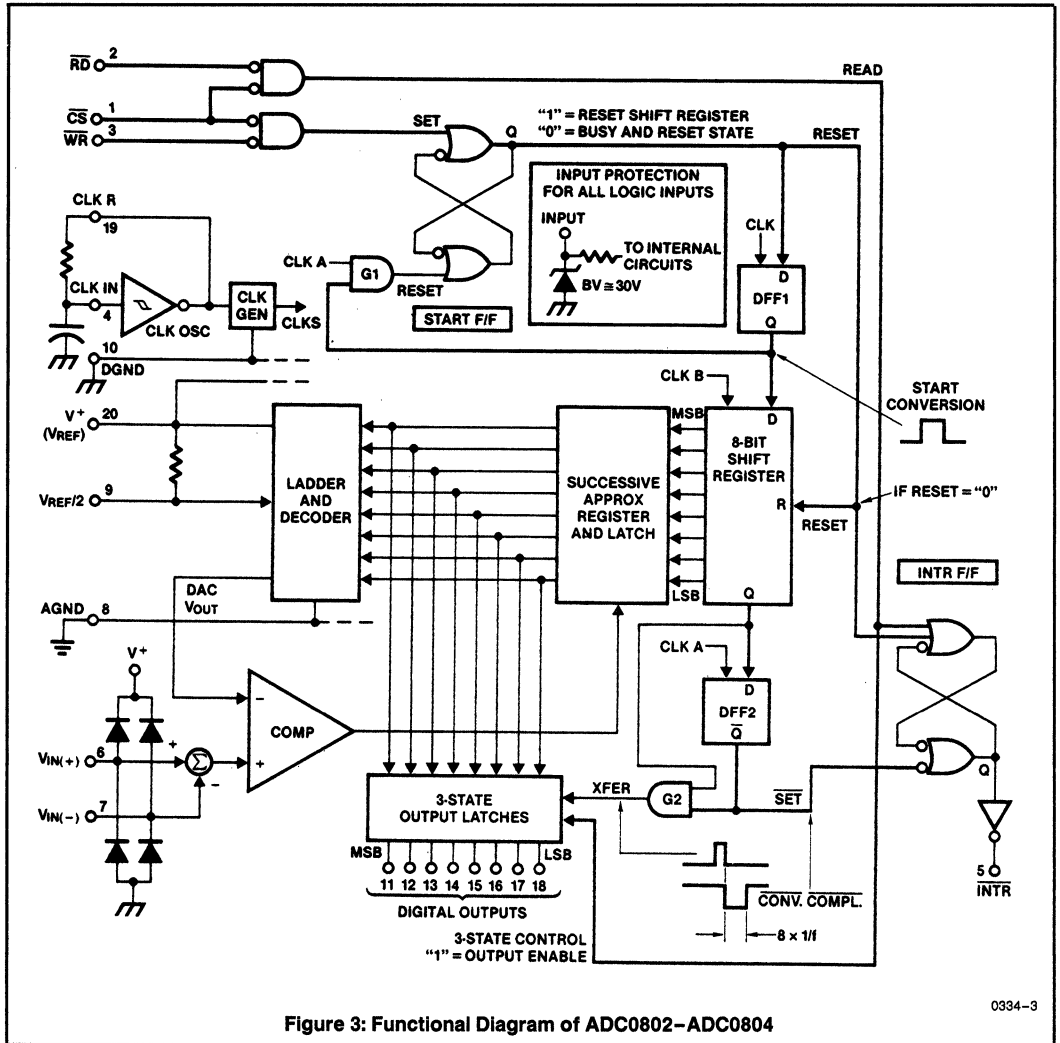 RD 2
READ
CS 1
WR 3
SET
Q
"1" = RESET SHIFT REGISTER
"0" = BUSY AND RESET STATE
RESET
INPUT PROTECTION
FOR ALL LOGIC INPUTS
INPUT
TO INTERNAL
CIRCUITS
BV ≅ 30V
CLK R
19
CLK IN
4
CLK OSC
CLK
GEN
CLKS
CLK A
G1
RESET
START F/F
CLK
D
DFF1
Q
10
DGND
CLK B
START
CONVERSION
V+
(VREF)
20
VREF/2
9
LADDER
AND
DECODER
SUCCESSIVE
APPROX
REGISTER
AND LATCH
MSB
LSB
D
8-BIT
SHIFT
REGISTER
R
Q
RESET
IF RESET = "0"
INTR F/F
DAC
VOUT
AGND 8
V+
COMP
-
+
VIN(+) 6
VIN(-) 7
+
Σ
-
CLK A
D
DFF2
Q
XFER
G2
SET
Q
3-STATE
OUTPUT LATCHES
MSB
LSB
11 12 13 14 15 16 17 18
DIGITAL OUTPUTS
CONV. COMPL.
8 × 1/f
5
INTR
3-STATE CONTROL
"1" = OUTPUT ENABLE
0334–3
Figure 3: Functional Diagram of ADC0802–ADC0804